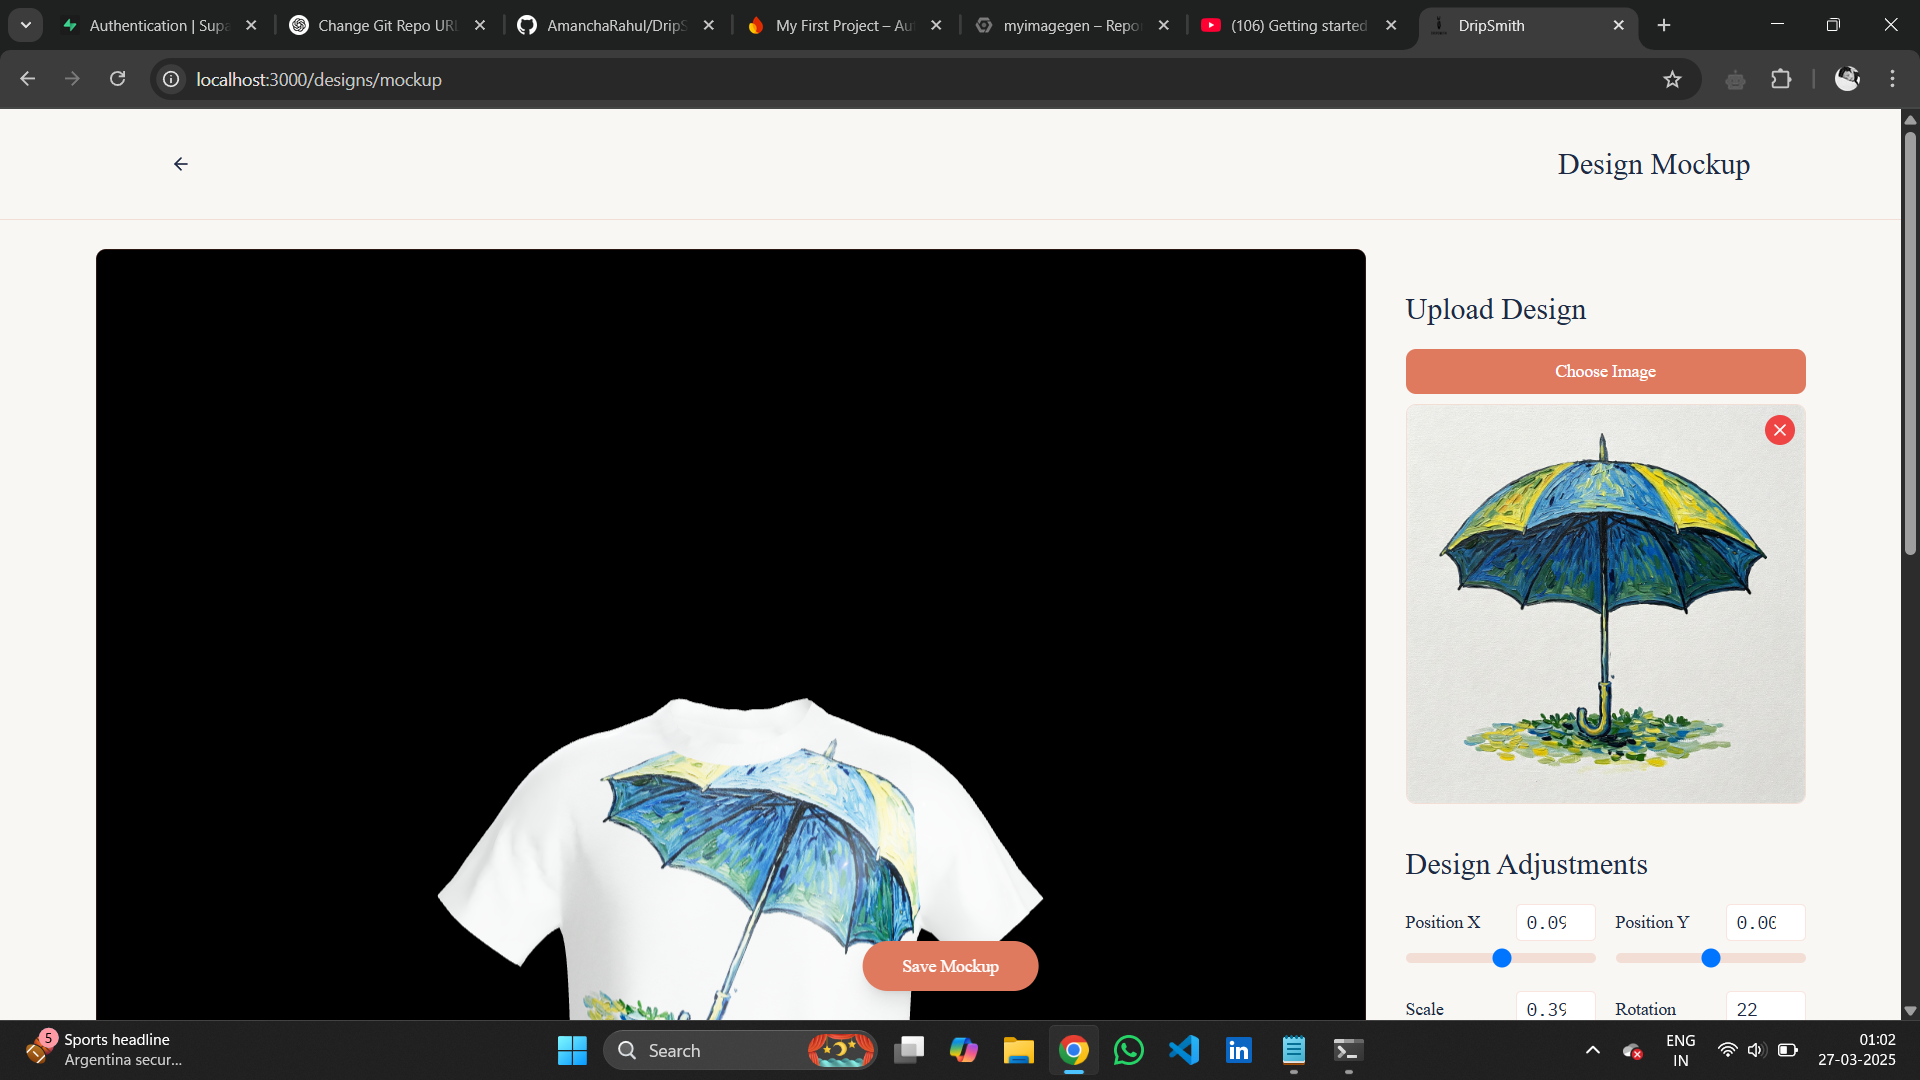 Authentication | Supa
Change Git Repo URL
AmanchaRahul/DripS
My First Project – Au
myimagegen – Repo
(106) Getting started
DripSmith
localhost:3000/designs/mockup
Design Mockup
Upload Design
Choose Image
Design Adjustments
Position X
0.09
Position Y
0.00
Scale
0.39
Rotation
22
Save Mockup
5
Sports headline
Argentina secur...
Search
ENG
IN
01:02
27-03-2025